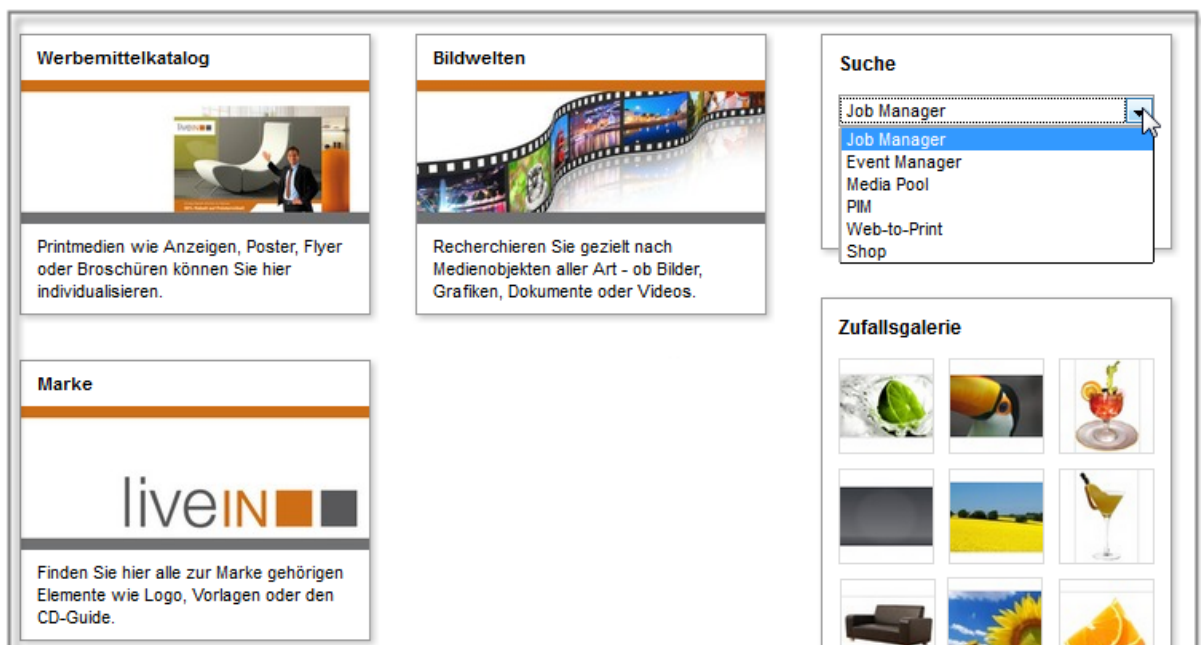 Werbemittelkatalog
livein
Printmedien wie Anzeigen, Poster, Flyer
oder Broschüren können Sie hier
individualisieren.
Bildwelten
Recherchieren Sie gezielt nach
Medienobjekten aller Art - ob Bilder,
Grafiken, Dokumente oder Videos.
Suche
Job Manager
Job Manager
Event Manager
Media Pool
PIM
Web-to-Print
Shop
Marke
liveIN
Finden Sie hier alle zur Marke gehörigen
Elemente wie Logo, Vorlagen oder den
CD-Guide.
Zufallsgalerie